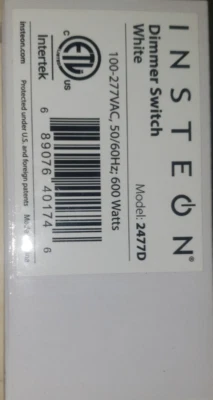 INSTEON®
Dimmer Switch
White
Model: 2477D
100-277VAC, 50/60Hz; 600 Watts
C ETL US
Intertek
6 89076 40174 6
Protected under U.S. and foreign patents
insteon.com